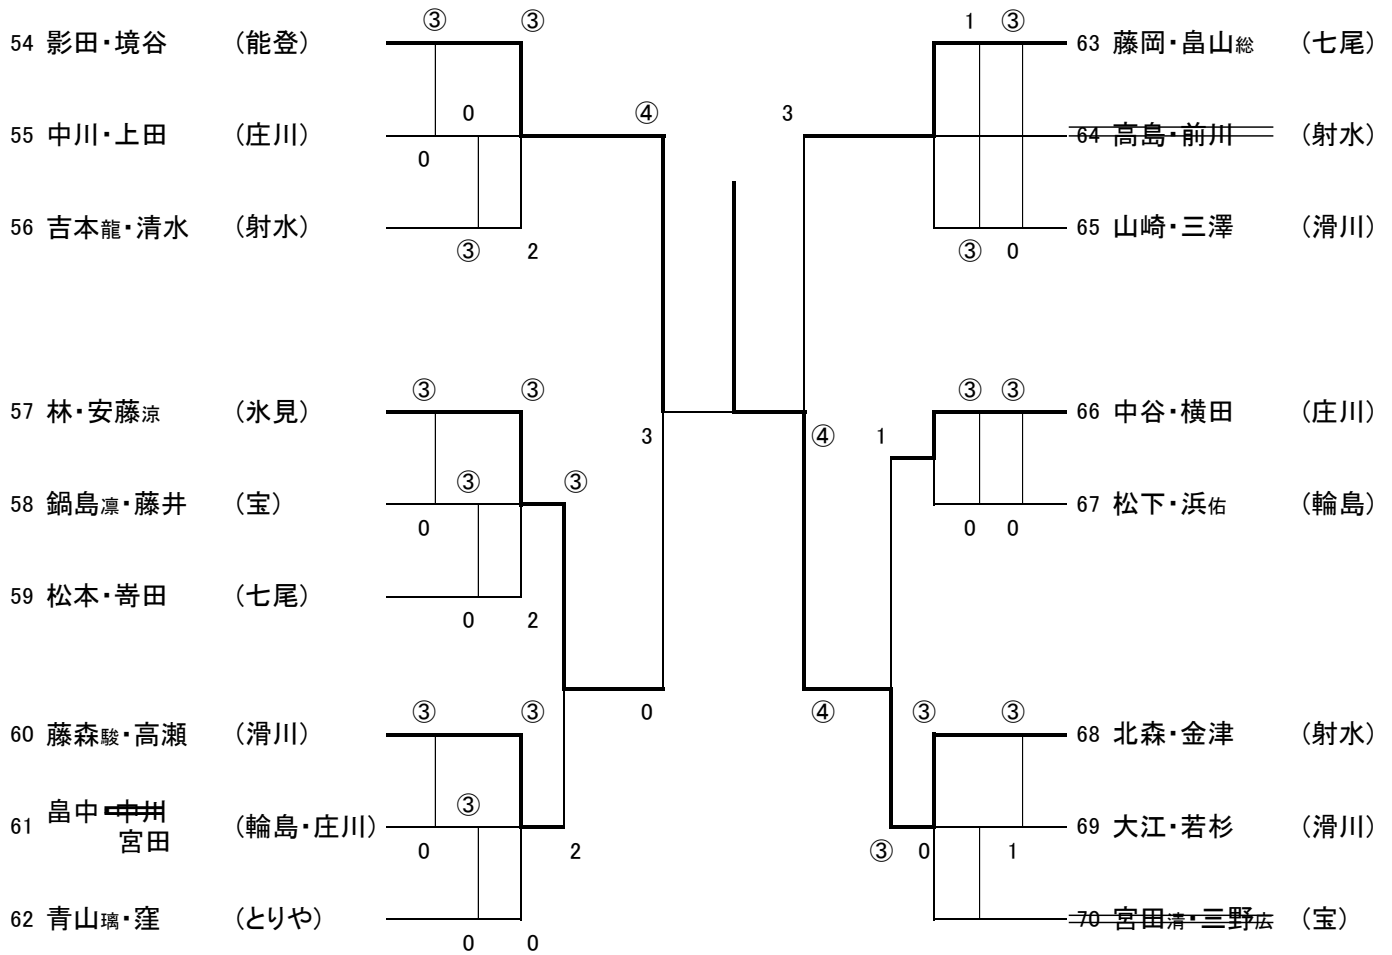 ③ ③
54 影田・境谷 (能登)
0 ④
55 中川・上田 (庄川)
0
56 吉本龍・清水 (射水)
③ 2
③ ③
57 林・安藤涼 (氷見)
3
③ ③
58 鍋島凛・藤井 (宝)
0
59 松本・嵜田 (七尾)
0 2
③ ③ 0
60 藤森駿・高瀬 (滑川)
③
畠中・中川
61 (輪島・庄川)
宮田
0 2
62 青山璃・窪 (とりや)
0 0
1 ③
63 藤岡・畠山総 (七尾)
3
64 高島・前川 (射水)
65 山崎・三澤 (滑川)
③ 0
③ ③
66 中谷・横田 (庄川)
④ 1
67 松下・浜佑 (輪島)
0 0
④ ③ ③
68 北森・金津 (射水)
69 大江・若杉 (滑川)
③ 0 1
70 宮田清・三野広 (宝)